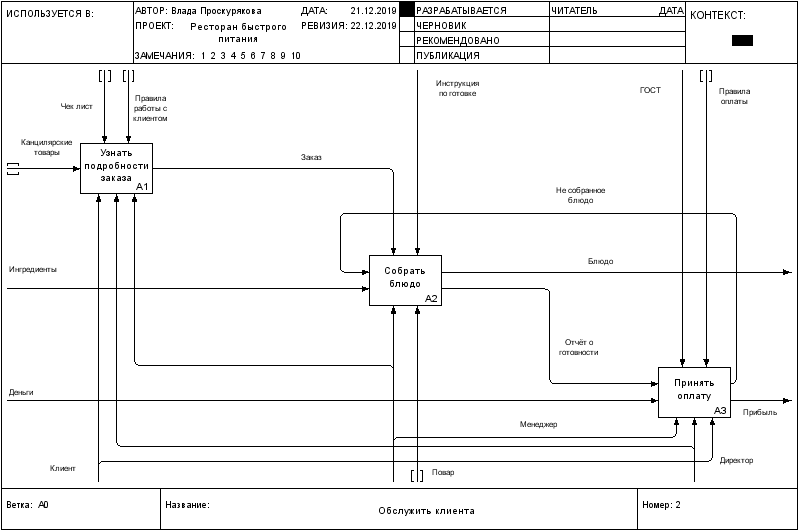 ИСПОЛЬЗУЕТСЯ В:
АВТОР: Влада Проскурякова
ДАТА: 21.12.2019
ПРОЕКТ: Ресторан быстрого
питания
РЕВИЗИЯ: 22.12.2019
ЗАМЕЧАНИЯ: 1 2 3 4 5 6 7 8 9 10
РАЗРАБАТЫВАЕТСЯ
ЧЕРНОВИК
РЕКОМЕНДОВАНО
ПУБЛИКАЦИЯ
ЧИТАТЕЛЬ
ДАТА
КОНТЕКСТ:
Чек лист
Правила
работы с
клиентом
Инструкция
по готовке
ГОСТ
Правила
оплаты
Канцилярские
товары
Узнать
подробности
заказа
A1
Заказ
Не собранное
блюдо
Ингредиенты
Собрать
блюдо
A2
Блюдо
Отчёт о
готовности
Деньги
Принять
оплату
A3
Прибыль
Менеджер
Клиент
Повар
Директор
Ветка: A0
Название:
Обслужить клиента
Номер: 2